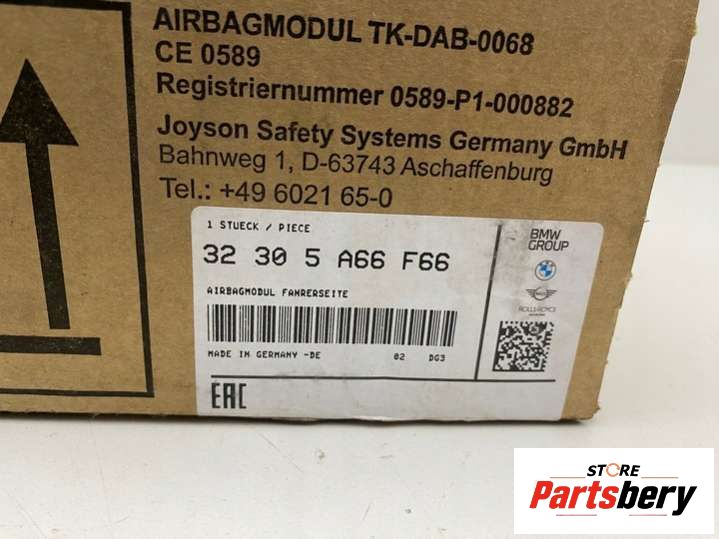 AIRBAGMODUL TK-DAB-0068
CE 0589
Registriernummer 0589-P1-000882
Joyson Safety Systems Germany GmbH
Bahnweg 1, D-63743 Aschaffenburg
Tel.: +49 6021 65-0
1 STUECK / PIECE
32 30 5 A66 F66
AIRBAGMODUL FAHRERSEITE
MADE IN GERMANY -DE 02 DG3
EAC
BMW
GROUP
ROLLS-ROYCE
STORE
Partsbery